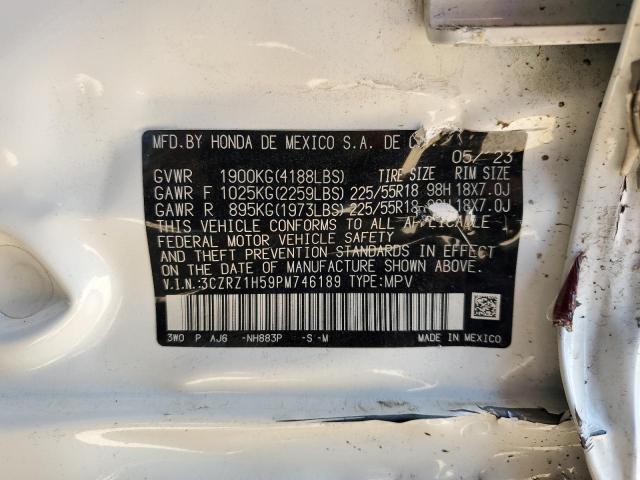 MFD.BY HONDA DE MEXICO S.A. DE
05/23
GVWR 1900KG(4188LBS) TIRE SIZE RIM SIZE
GAWR F 1025KG(2259LBS) 225/55R18 98H 18X7.0J
GAWR R 895KG(1973LBS) 225/55R18 98H 18X7.0J
THIS VEHICLE CONFORMS TO ALL APPLICABLE
FEDERAL MOTOR VEHICLE SAFETY
AND THEFT PREVENTION STANDARDS IN EFFECT
ON THE DATE OF MANUFACTURE SHOWN ABOVE.
V.I.N.:3CZRZ1H59PM746189 TYPE:MPV
3W0 P AJ6 -NH883P -S -M MADE IN MEXICO